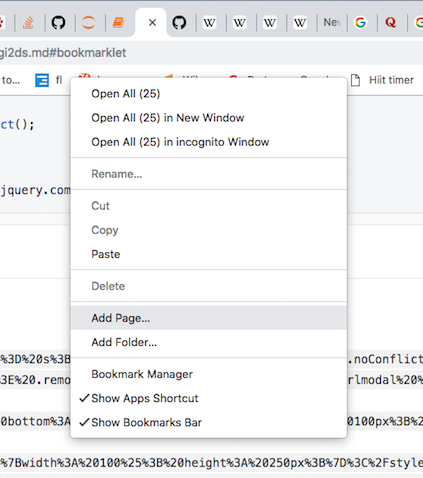 gi2ds.md#bookmarklet
to...
fl
Hiit timer
Open All (25)
ct();
Open All (25) in New Window
Open All (25) in incognito Window
Rename...
jquery.com
Cut
Copy
Paste
Delete
Add Page...
Add Folder...
%3D%20s%3B
.noConflict
Bookmark Manager
%3E%20.remo
rlmodal%20%
Show Apps Shortcut
0bottom%3A
0100px%3B%2
Show Bookmarks Bar
%7Bwidth%3A%20100%25%3B%20height%3A%20250px%3B%7D%3C%2Fstyle